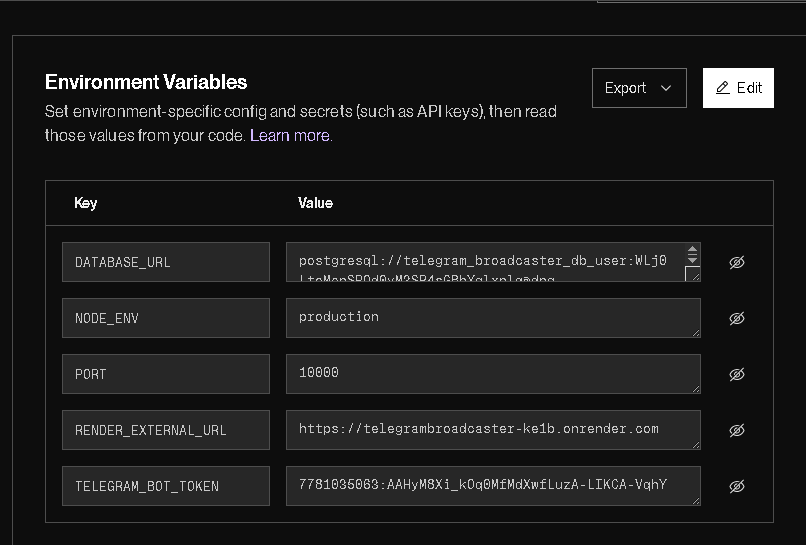 Environment Variables
Export
Edit
Set environment-specific config and secrets (such as API keys), then read
those values from your code. Learn more.
Key Value
DATABASE_URL postgresql://telegram_broadcaster_db_user:WLj0
NODE_ENV production
PORT 10000
RENDER_EXTERNAL_URL https://telegrambroadcaster-ke1b.onrender.com
TELEGRAM_BOT_TOKEN 7781035063:AAHyM8Xi_kOq0MfMdXwfLuzA-LIKCA-VqhY